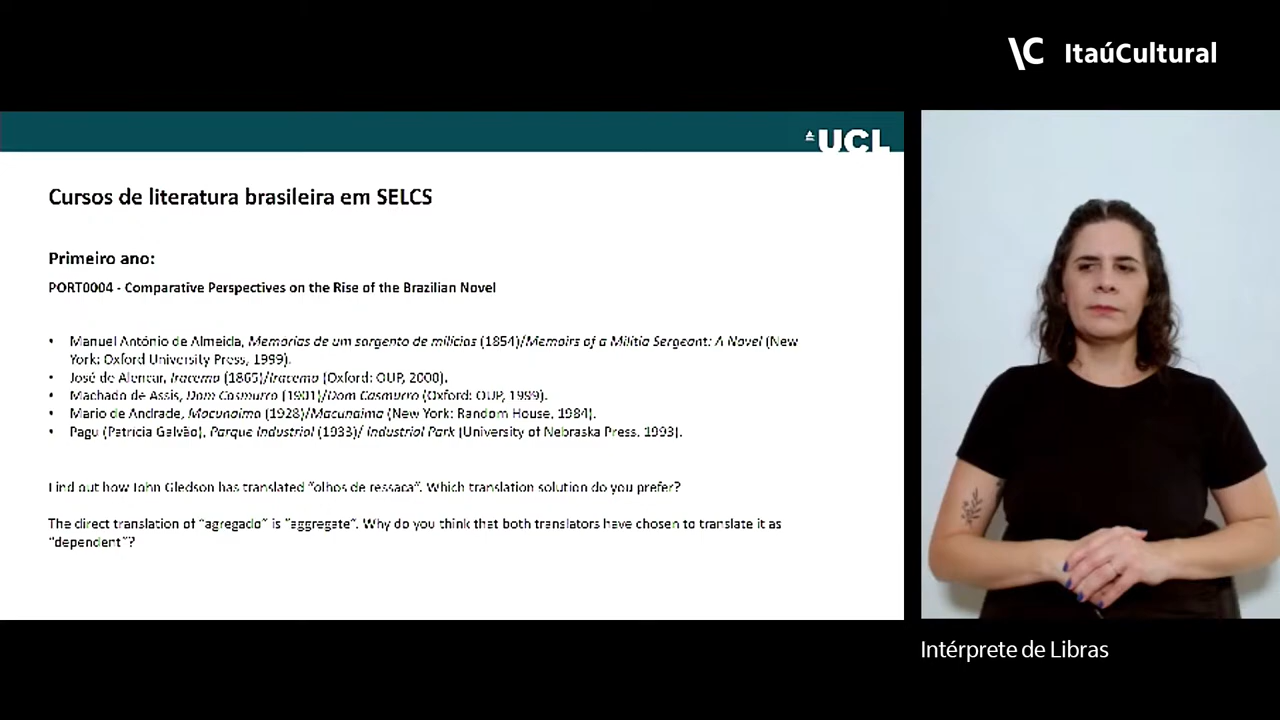 \C ItaúCultural
UCL
Cursos de literatura brasileira em SELCS
Primeiro ano:
PORT0004 - Comparative Perspectives on the Rise of the Brazilian Novel
• Manuel António de Almeida, Memorias de um sargento de milícias (1854)/Memoirs of a Militia Sergeant: A Novel (New
York: Oxford University Press, 1999).
• José de Alencar, Iracema (1865)/Iracema (Oxford: OUP, 2000).
• Machado de Assis, Dom Casmurro (1901)/Dom Casmurro (Oxford: OUP, 1999).
• Mario de Andrade, Macunaima (1928)/Macunaima (New York: Random House, 1984).
• Pagu (Patricia Galvão), Parque Industrial (1933)/ Industrial Park (University of Nebraska Press, 1993).
Find out how John Gledson has translated "olhos de ressaca". Which translation solution do you prefer?
The direct translation of "agregado" is "aggregate". Why do you think that both translators have chosen to translate it as
"dependent"?
Intérprete de Libras